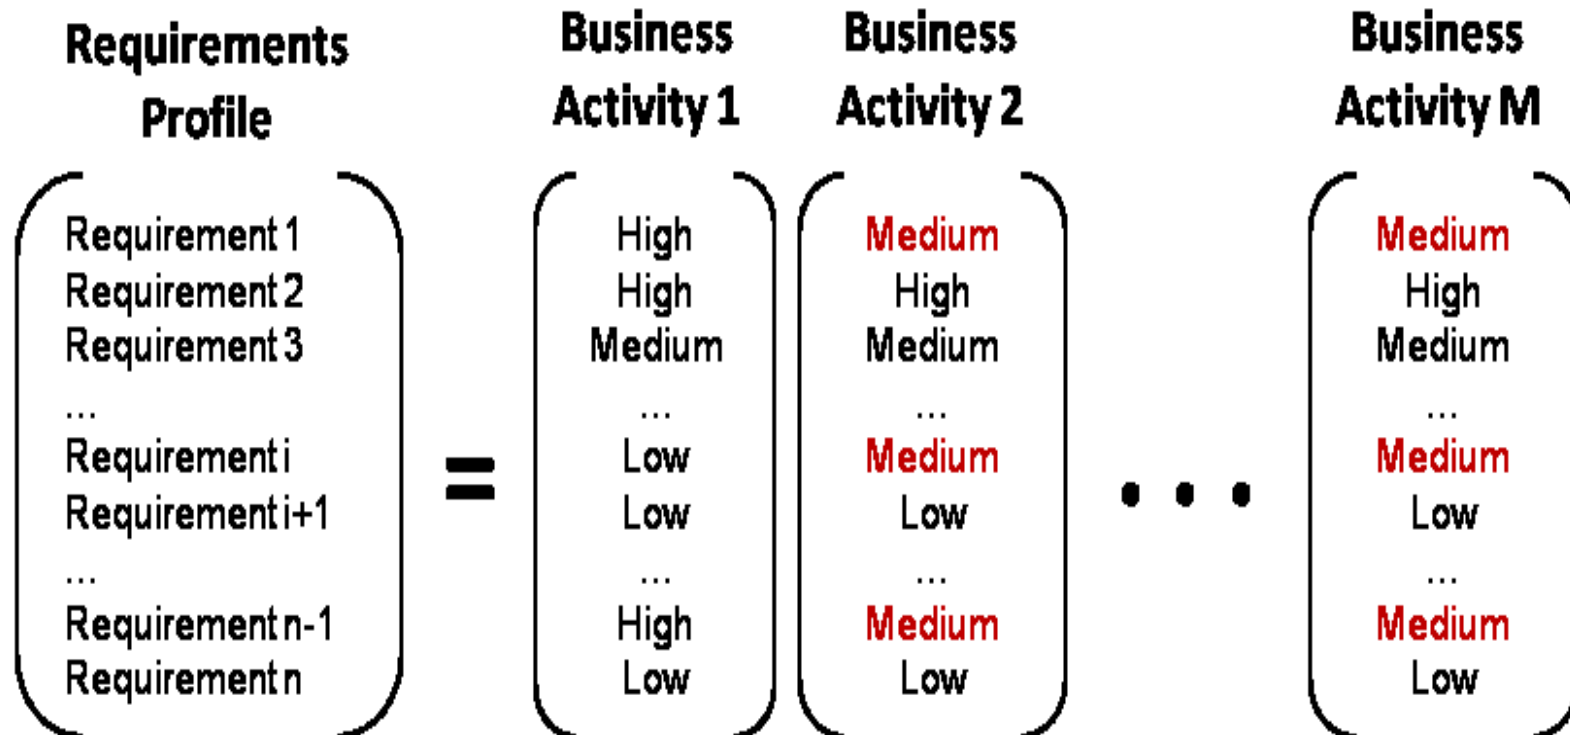 Requirements Profile
Business Activity 1
Business Activity 2
Business Activity M
Requirement 1 High Medium Medium
Requirement 2 High High High
Requirement 3 Medium Medium Medium
... ... ... ...
Requirement i Low Medium Medium
= . . .
Requirement i+1 Low Low Low
... ... ... ...
Requirement n-1 High Medium Medium
Requirement n Low Low Low